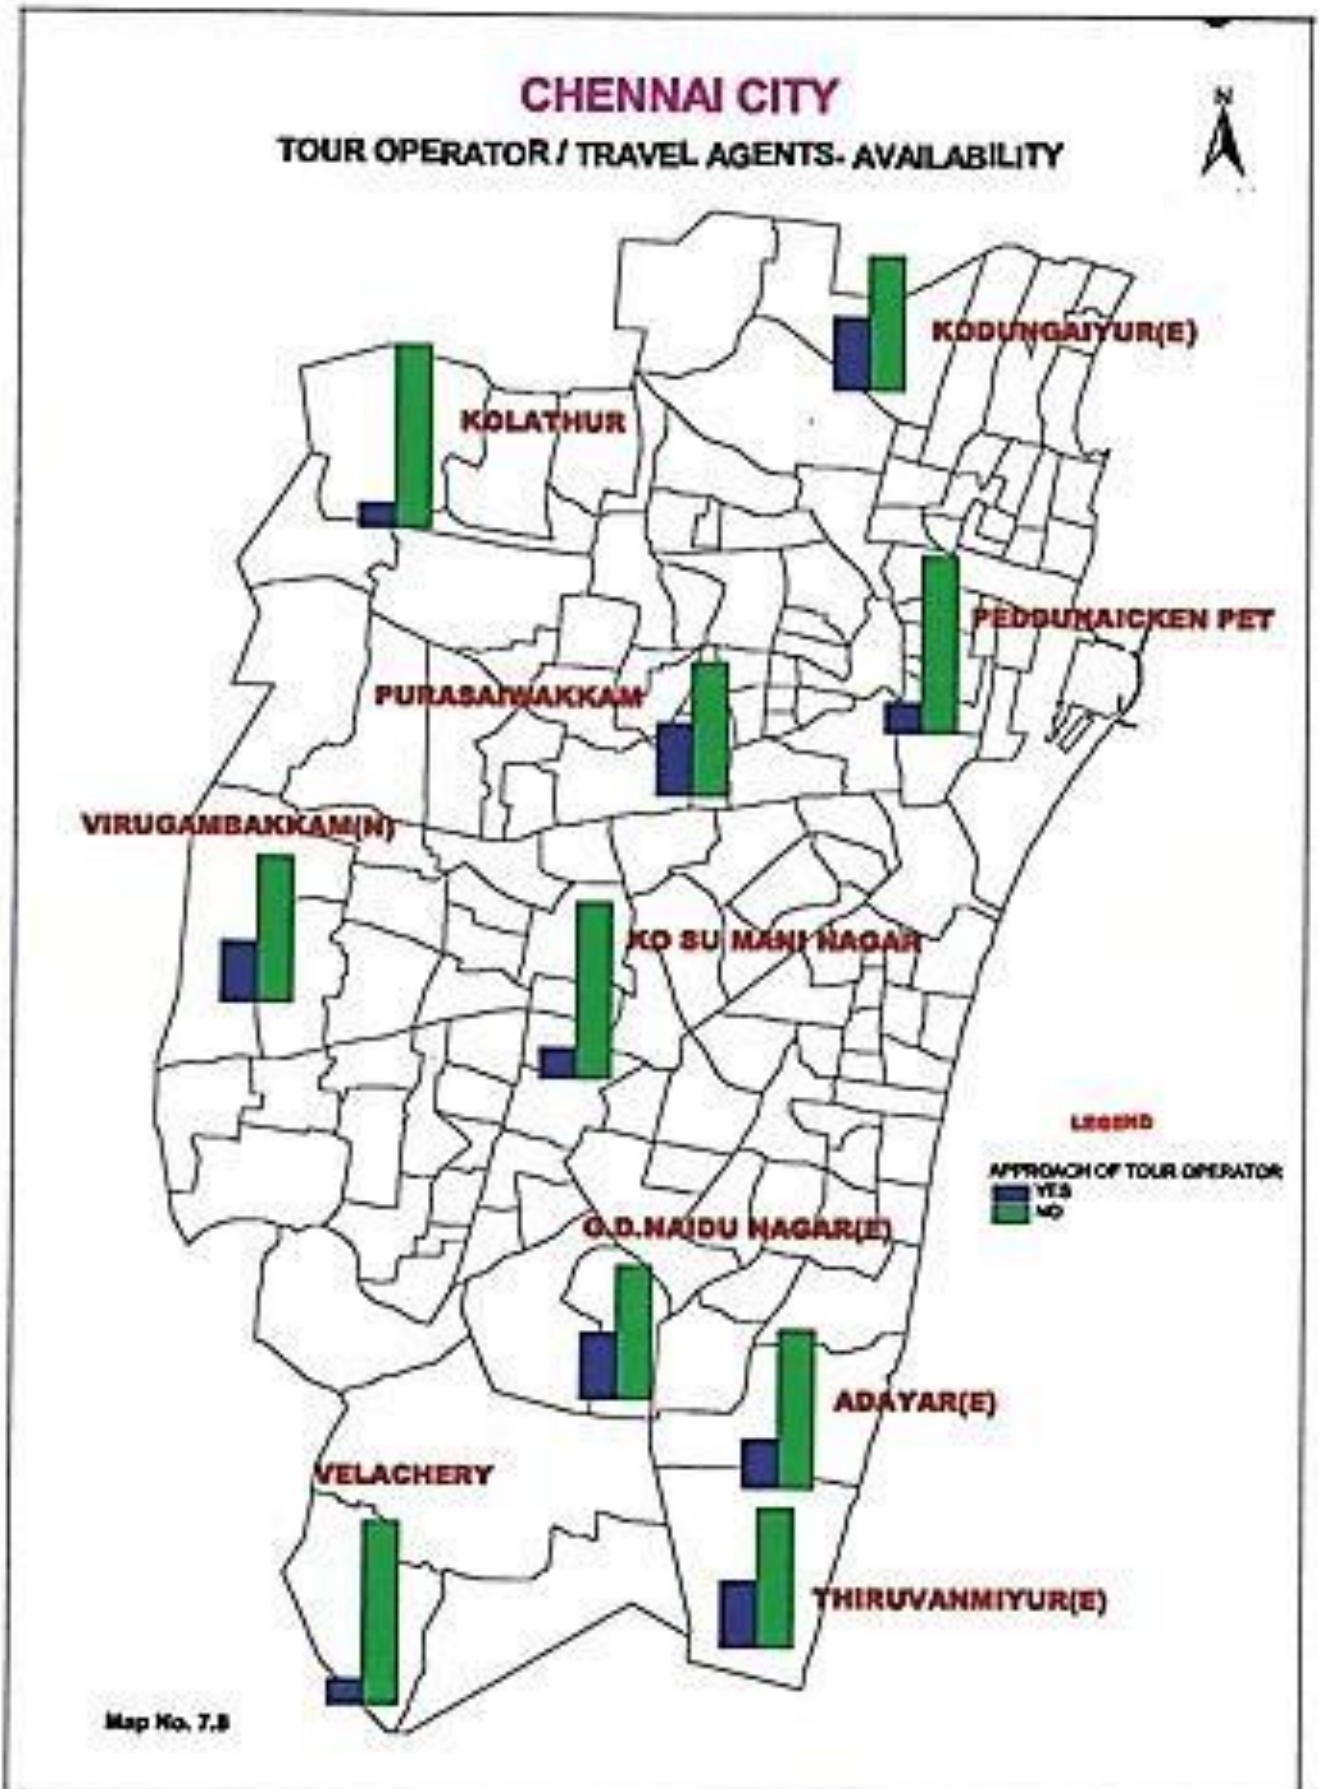 CHENNAI CITY
N
TOUR OPERATOR / TRAVEL AGENTS- AVAILABILITY
KODUNGAIYUR(E)
KOLATHUR
PEDDUNAICKEN PET
PURASAIWAKKAM
VIRUGAMBAKKAM(N)
KO SU MANI NAGAR
LEGEND
APPROACH OF TOUR OPERATOR
YES
NO
G.D.NAIDU NAGAR(E)
ADAYAR(E)
VELACHERY
THIRUVANMIYUR(E)
Map No. 7.8